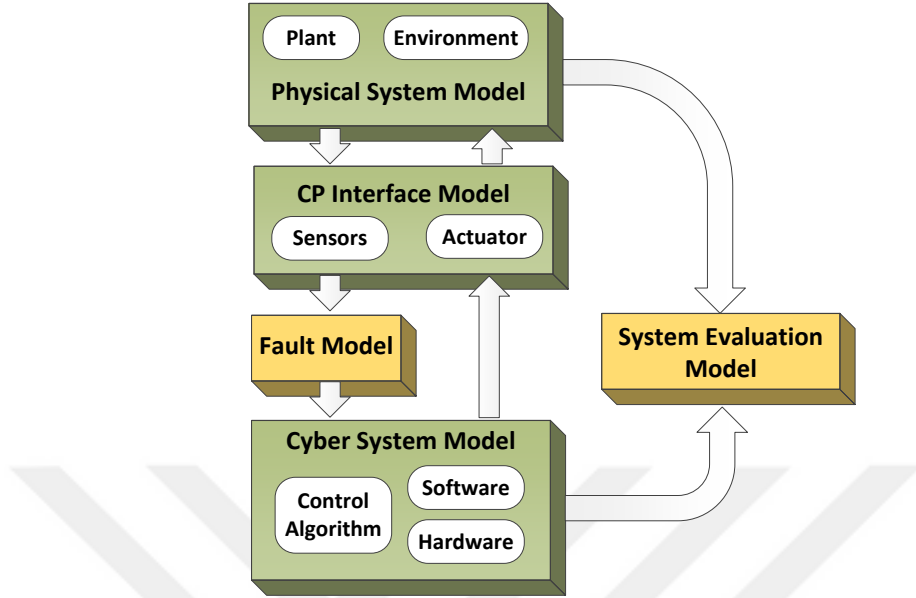 Plant
Environment
Physical System Model
CP Interface Model
Sensors
Actuator
Fault Model
System Evaluation
Model
Cyber System Model
Control
Algorithm
Software
Hardware